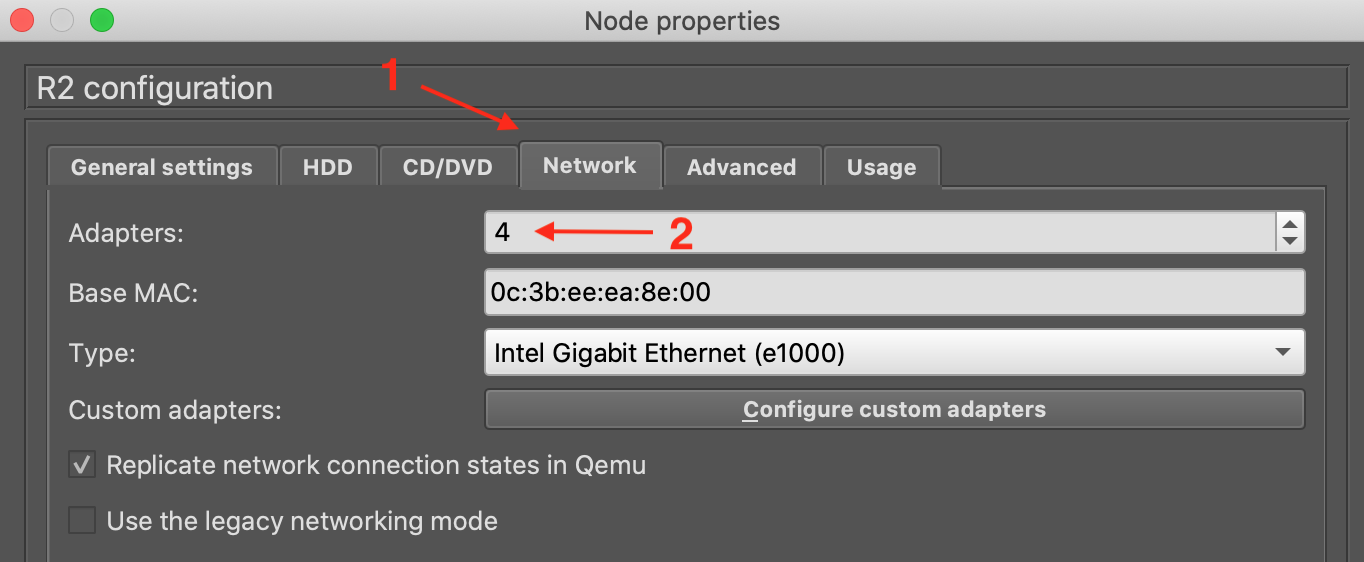 Node properties
1
R2 configuration
General settings HDD CD/DVD Network Advanced Usage
Adapters: 4 2
Base MAC: 0c:3b:ee:ea:8e:00
Type: Intel Gigabit Ethernet (e1000)
Custom adapters: Configure custom adapters
Replicate network connection states in Qemu
Use the legacy networking mode